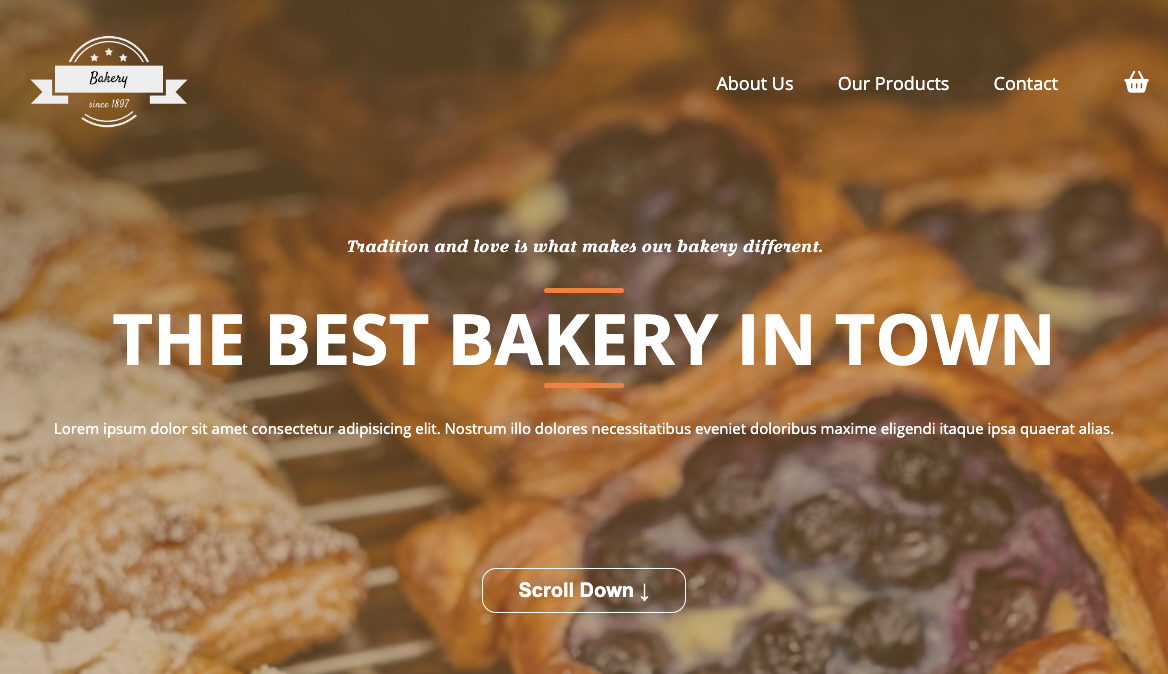 Bakery
since 1897
About Us Our Products Contact
Tradition and love is what makes our bakery different.
THE BEST BAKERY IN TOWN
Lorem ipsum dolor sit amet consectetur adipisicing elit. Nostrum illo dolores necessitatibus eveniet doloribus maxime eligendi itaque ipsa quaerat alias.
Scroll Down ↓